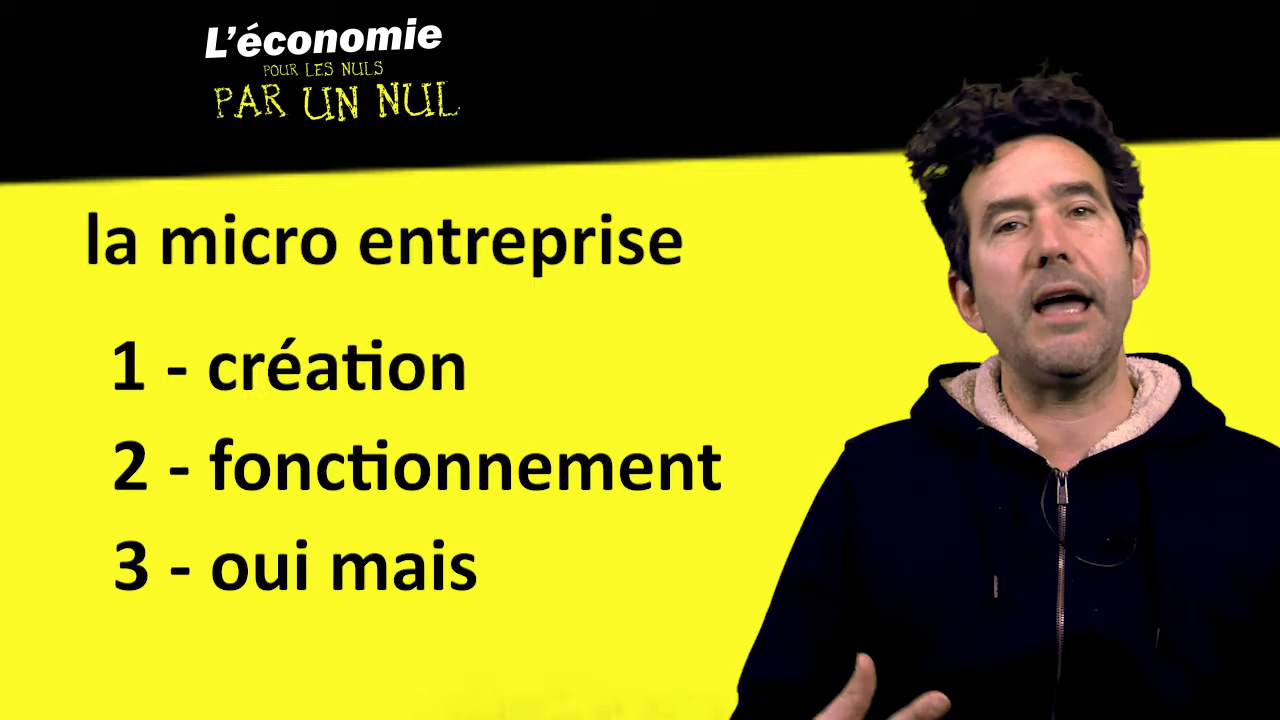 L'économie
POUR LES NULS
PAR UN NUL
la micro entreprise
1 - création
2 - fonctionnement
3 - oui mais